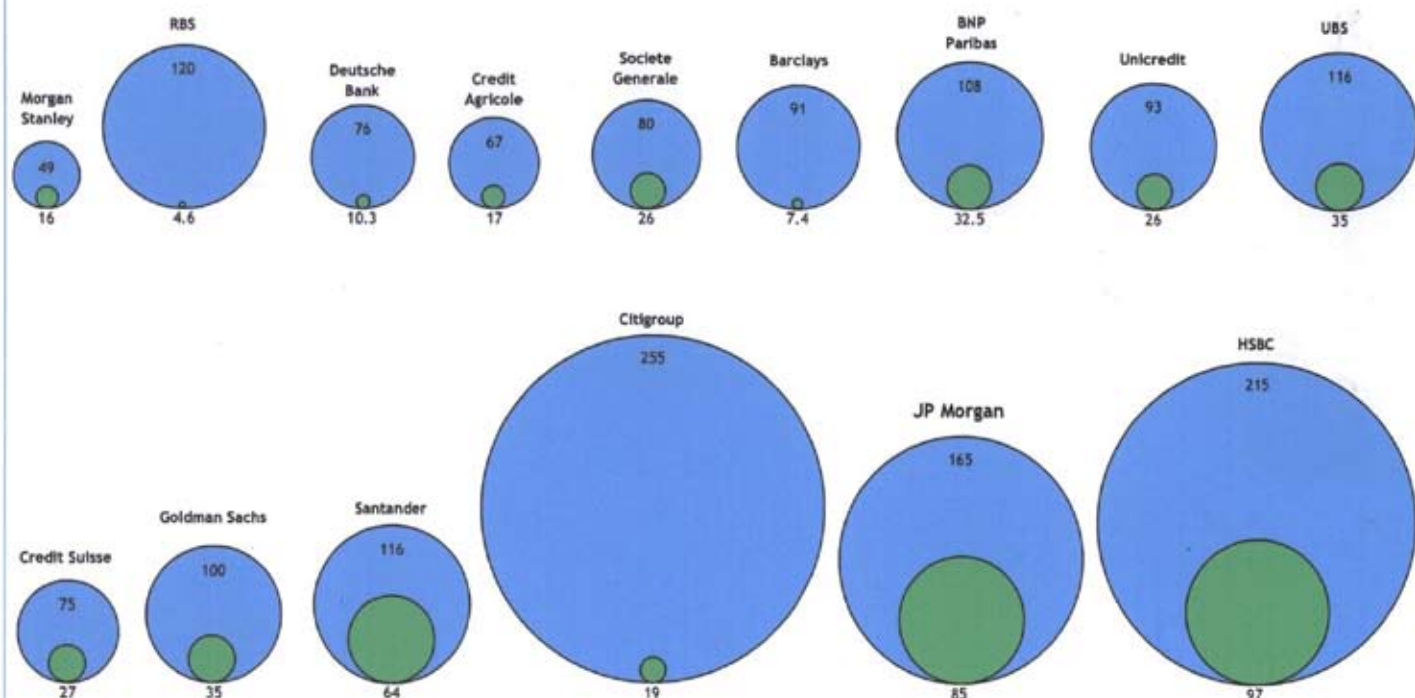 RBS
120
Morgan
Stanley
49
16
4.6
Deutsche
Bank
76
10.3
Credit
Agricole
67
17
Societe
Generale
80
26
Barclays
91
7.4
BNP
Paribas
108
32.5
Unicredit
93
26
UBS
116
35
Credit Suisse
75
27
Goldman Sachs
100
35
Santander
116
64
Citigroup
255
19
JP Morgan
165
85
HSBC
215
97